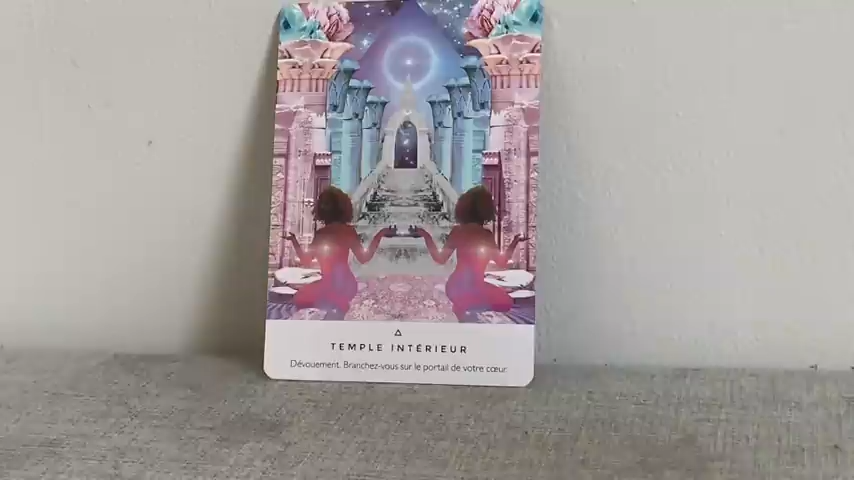 TEMPLE INTÉRIEUR
Dévouement. Branchez-vous sur le portail de votre cœur.